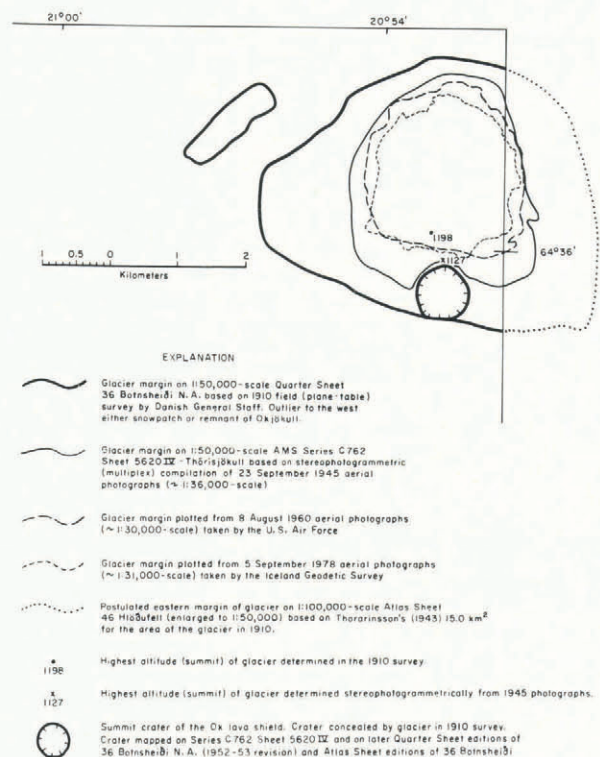 21°00'
20°54'
1198
1127
64°36'
1 0.5 0 1 2
Kilometers
EXPLANATION
Glacier margin on 1:50,000-scale Quarter Sheet
36 Botnsheiði N.A. based on 1910 field (plane-table)
survey by Danish General Staff. Outlier to the west
either snowpatch or remnant of Okjökull.
Glacier margin on 1:50,000-scale AMS Series C762
Sheet 5620 IV - Thórisjökull based on stereophotogrammetric
(multiplex) compilation of 23 September 1945 aerial
photographs (~ 1:36,000-scale)
Glacier margin plotted from 8 August 1960 aerial photographs
(~ 1:30,000-scale) taken by the U.S. Air Force
Glacier margin plotted from 5 September 1978 aerial photographs
(~ 1:31,000-scale) taken by the Iceland Geodetic Survey
Postulated eastern margin of glacier on 1:100,000-scale Atlas Sheet
46 Hlöðufell (enlarged to 1:50,000) based on Thorarinsson's (1943) 15.0 km²
for the area of the glacier in 1910.
1198 Highest altitude (summit) of glacier determined in the 1910 survey
1127 Highest altitude (summit) of glacier determined stereophotogrammetrically from 1945 photographs.
Summit crater of the Ok lava shield. Crater concealed by glacier in 1910 survey.
Crater mapped on Series C762 Sheet 5620 IV and on later Quarter Sheet editions of
36 Botnsheiði N.A. (1952-53 revision) and Atlas Sheet editions of 36 Botnsheiði